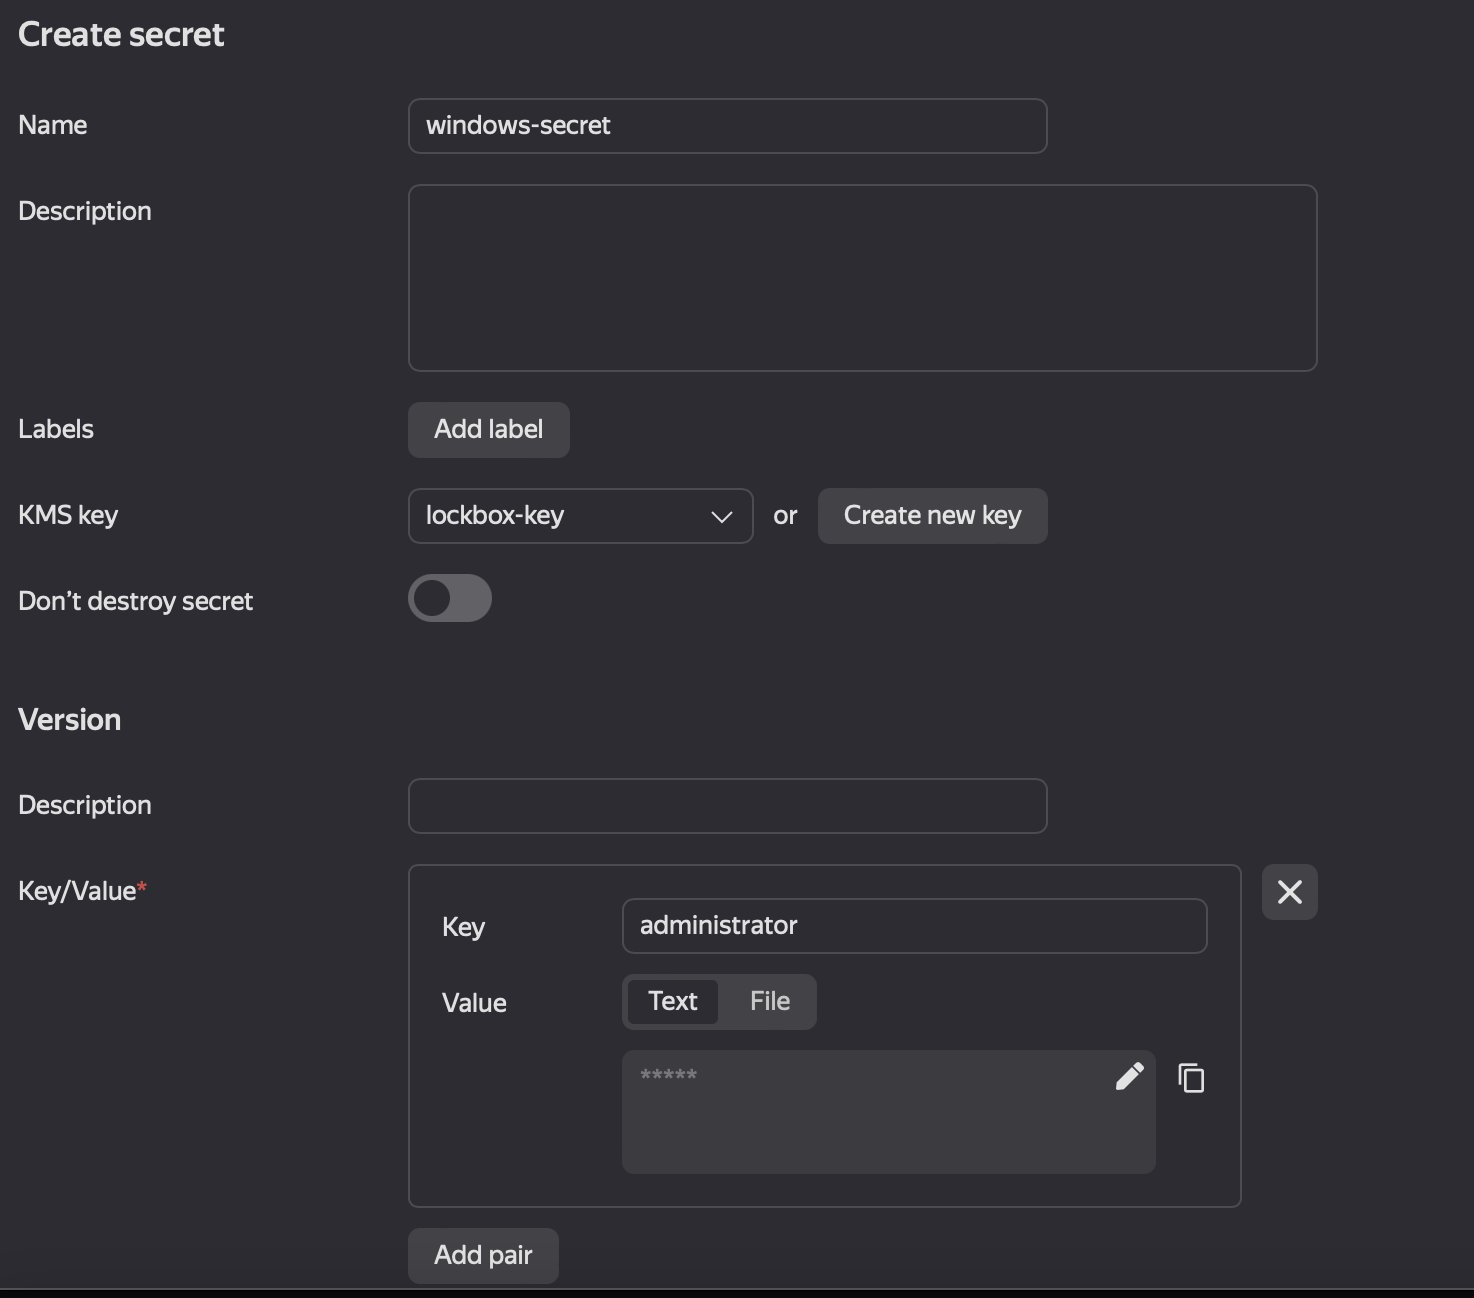 Create secret
Name
windows-secret
Description
Labels
Add label
KMS key
lockbox-key
or
Create new key
Don’t destroy secret
Version
Description
Key/Value*
Key
administrator
Value
Text
File
*****
Add pair